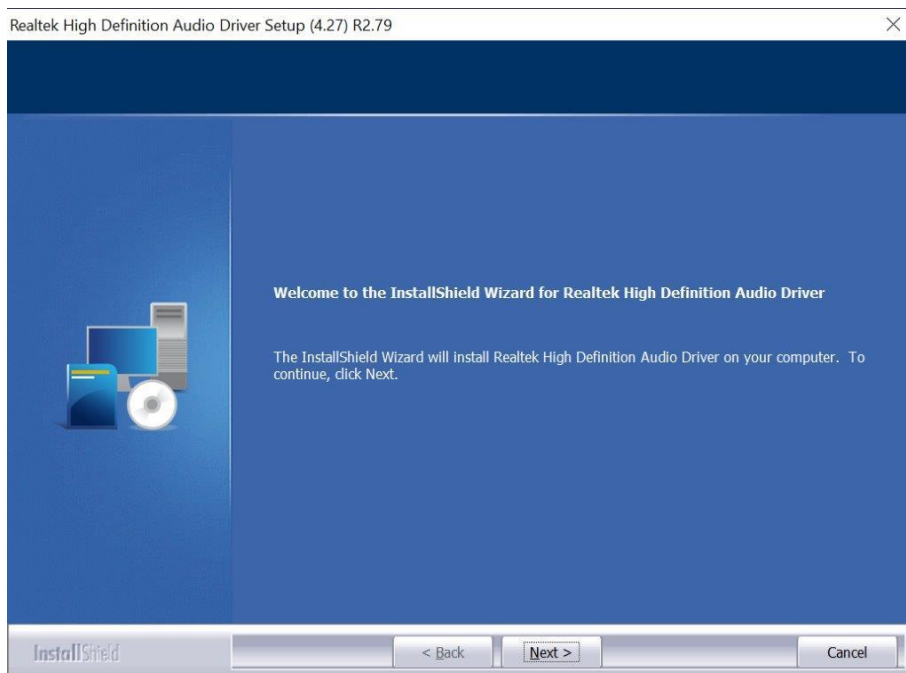 Realtek High Definition Audio Driver Setup (4.27) R2.79
Welcome to the InstallShield Wizard for Realtek High Definition Audio Driver
The InstallShield Wizard will install Realtek High Definition Audio Driver on your computer. To
continue, click Next.
InstallShield
< Back
Next >
Cancel